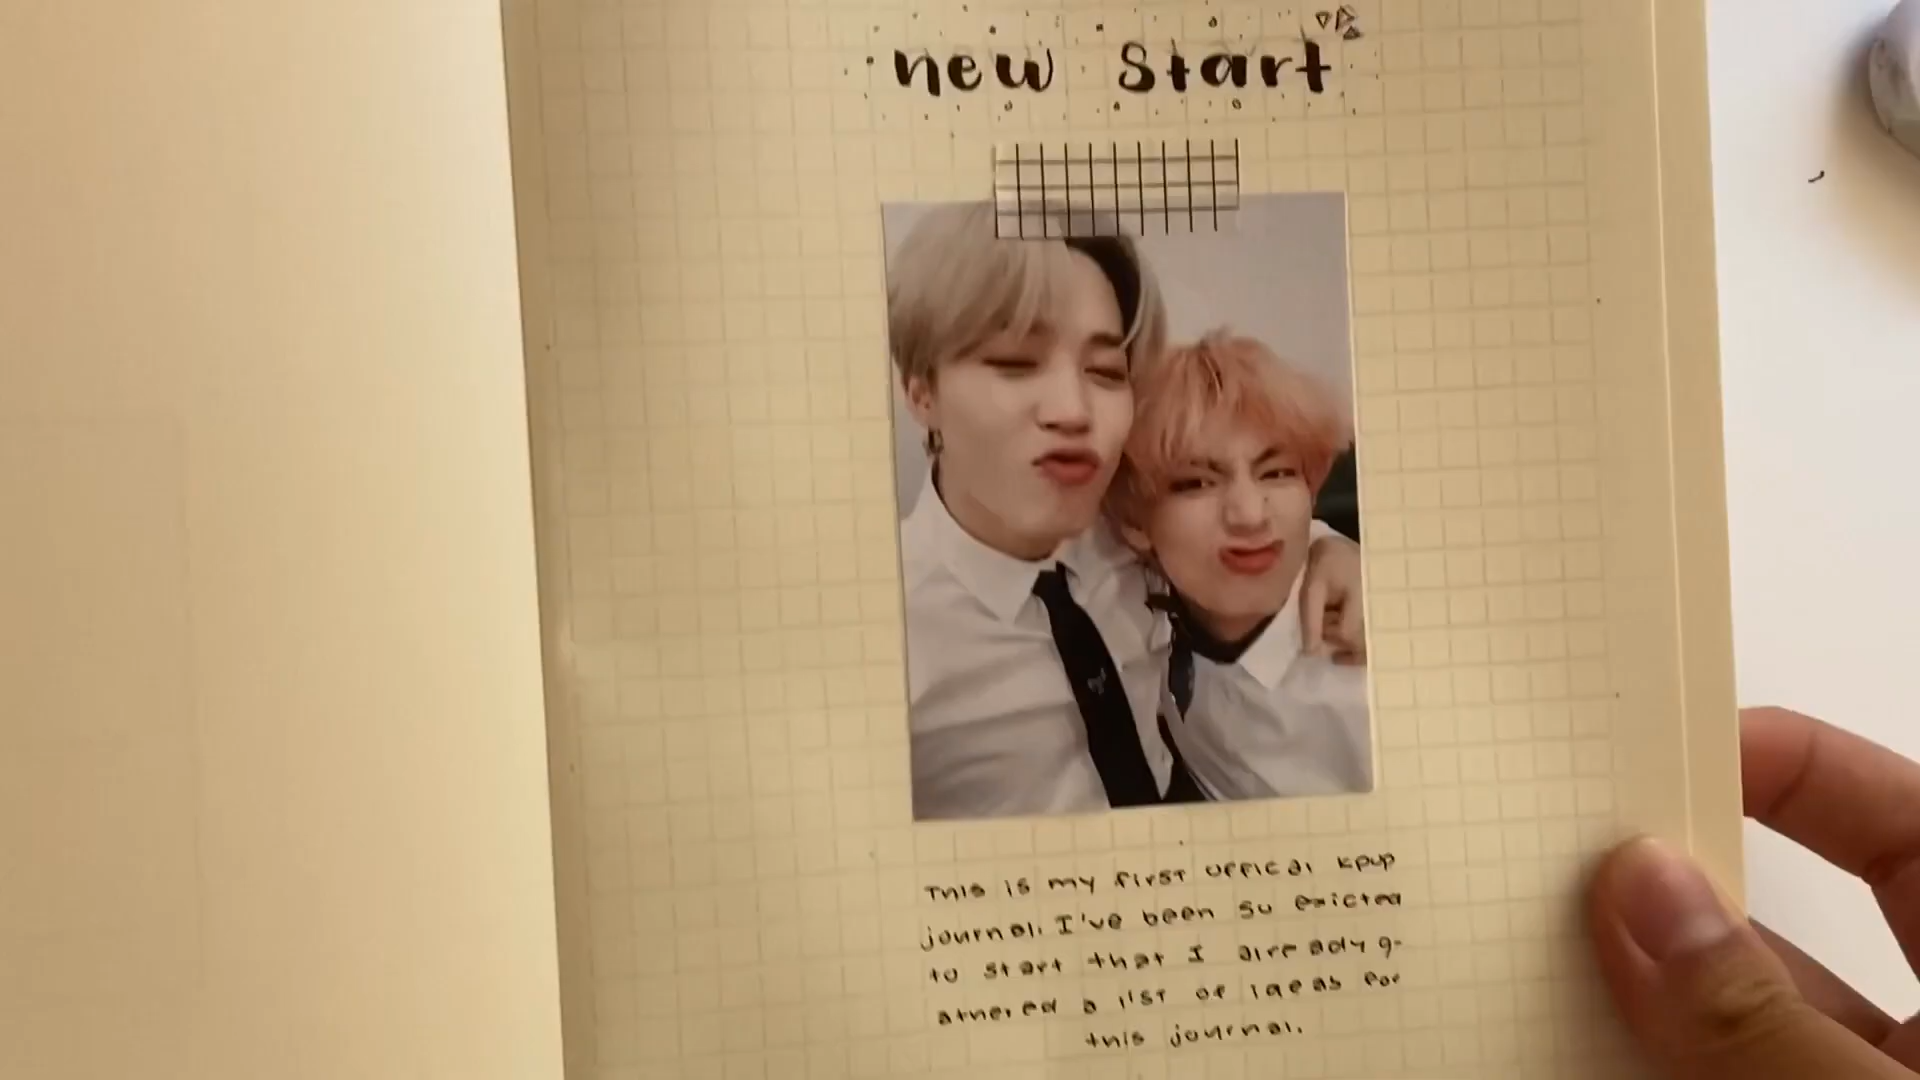 new start
This is my first offical kpop
journal. I've been so exicted
to start that I already g-
athered a list of ideas for
this journal.